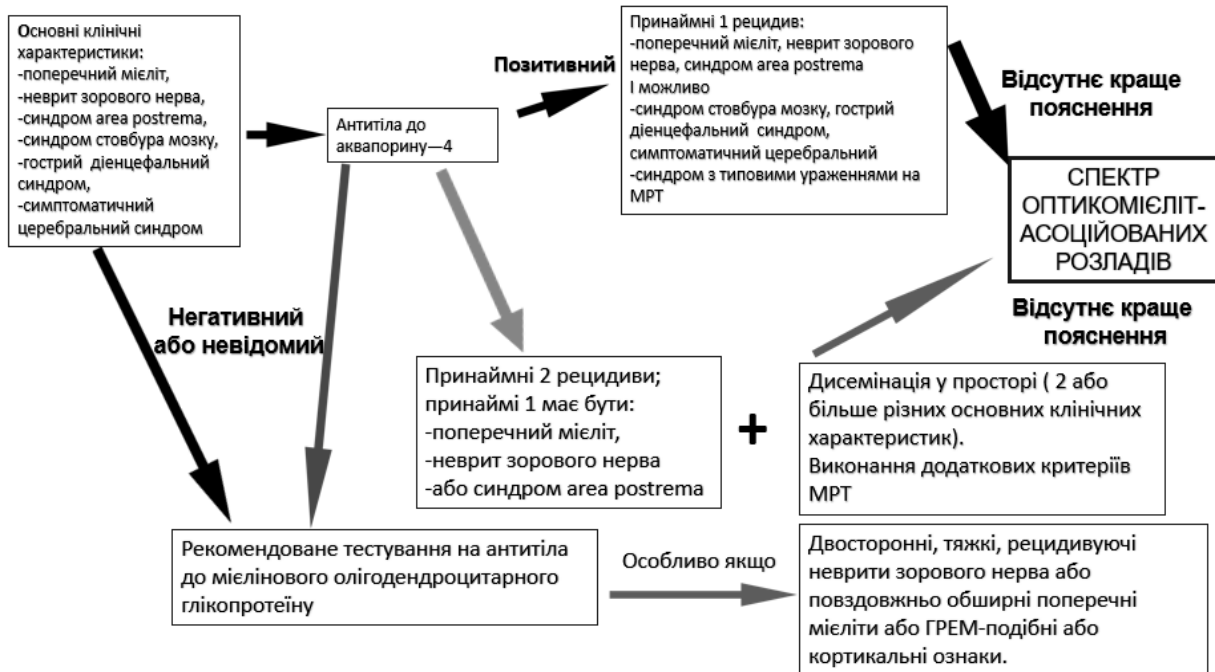 Основні клінічні
характеристики:
-поперечний мієліт,
-неврит зорового нерва,
-синдром area postrema,
-синдром стовбура мозку,
-гострий діенцефальний
синдром,
-симптоматичний
церебральний синдром
Антитіла до
аквапорину—4
Позитивний
Принаймні 1 рецидив:
-поперечний мієліт, неврит зорового
нерва, синдром area postrema
І можливо
-синдром стовбура мозку, гострий
діенцефальний синдром,
симптоматичний церебральний
-синдром з типовими ураженнями на
МРТ
Відсутнє краще
пояснення
СПЕКТР
ОПТИКОМІЄЛІТ-
АСОЦІЙОВАНИХ
РОЗЛАДІВ
Відсутнє краще
пояснення
Негативний
або невідомий
Принаймні 2 рецидиви;
принаймі 1 має бути:
-поперечний мієліт,
-неврит зорового нерва
-або синдром area postrema
+
Дисемінація у просторі ( 2 або
більше різних основних клінічних
характеристик).
Виконання додаткових критеріїв
МРТ
Рекомендоване тестування на антитіла
до мієлінового олігодендроцитарного
глікопротеїну
Особливо якщо
Двосторонні, тяжкі, рецидивуючі
неврити зорового нерва або
повздовжньо обширні поперечні
мієліти або ГРЕМ-подібні або
кортикальні ознаки.